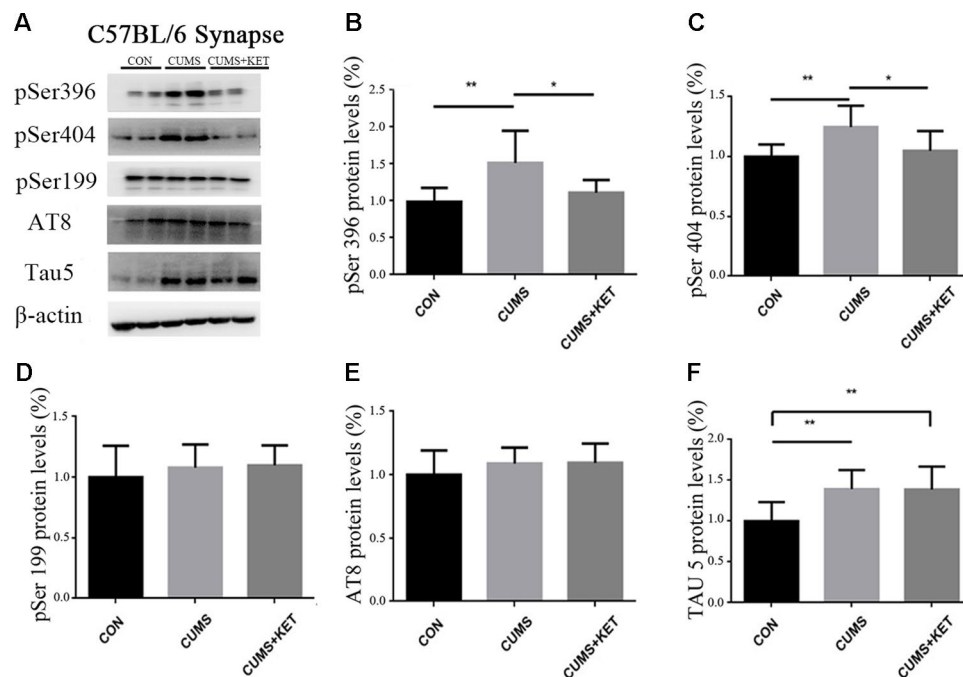 A
C57BL/6 Synapse
CON CUMS CUMS+KET
pSer396
pSer404
pSer199
AT8
Tau5
β-actin
B
pSer 396 protein levels (%)
2.5
2.0
1.5
1.0
0.5
0.0
** *
CON CUMS CUMS+KET
C
pSer 404 protein levels (%)
1.5
1.0
0.5
0.0
** *
CON CUMS CUMS+KET
D
pSer 199 protein levels (%)
1.5
1.0
0.5
0.0
CON CUMS CUMS+KET
E
AT8 protein levels (%)
1.5
1.0
0.5
0.0
CON CUMS CUMS+KET
F
TAU 5 protein levels (%)
2.0
1.5
1.0
0.5
0.0
**
**
CON CUMS CUMS+KET